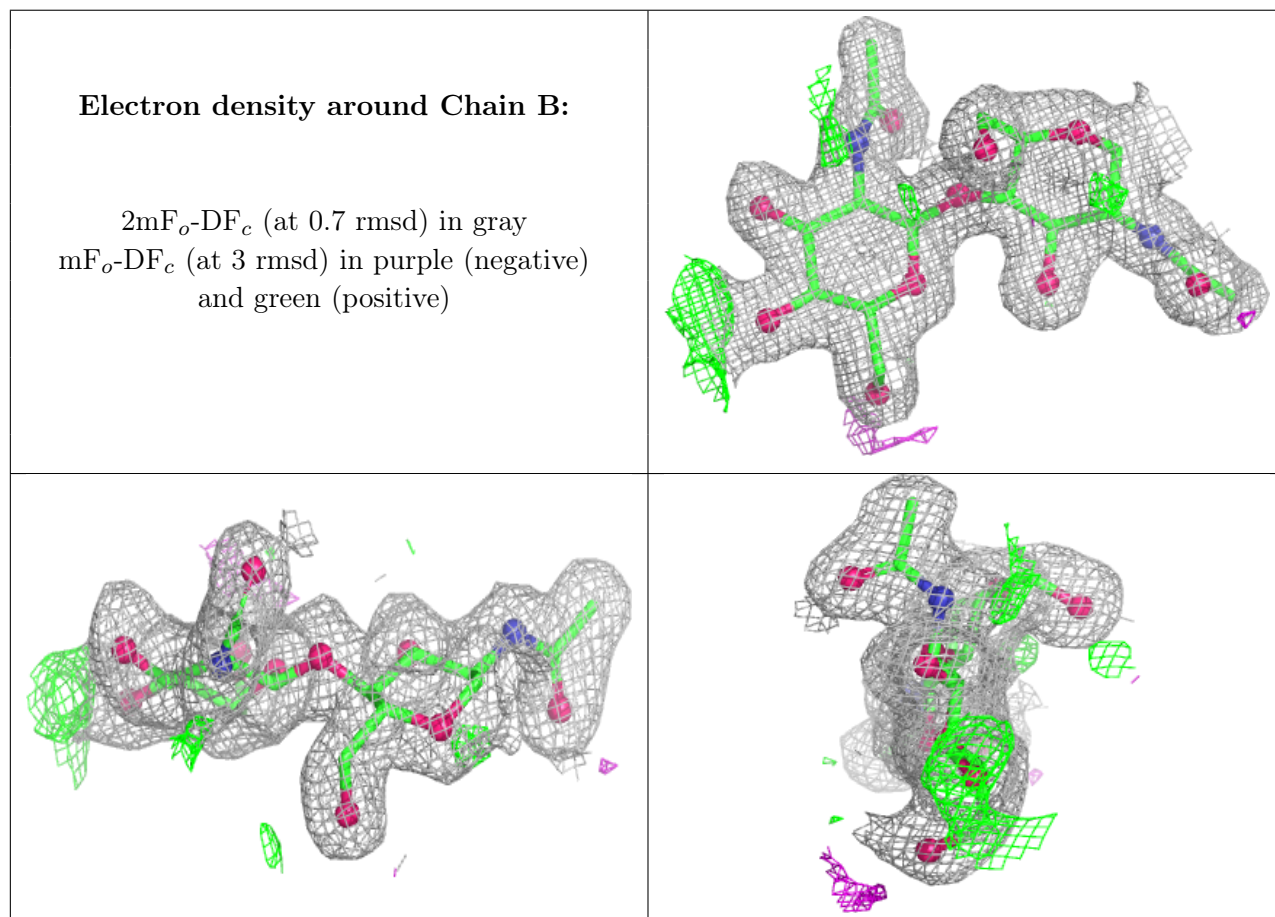 Electron density around Chain B:
2mFₒ-DF𝒸 (at 0.7 rmsd) in gray
mFₒ-DF𝒸 (at 3 rmsd) in purple (negative)
and green (positive)